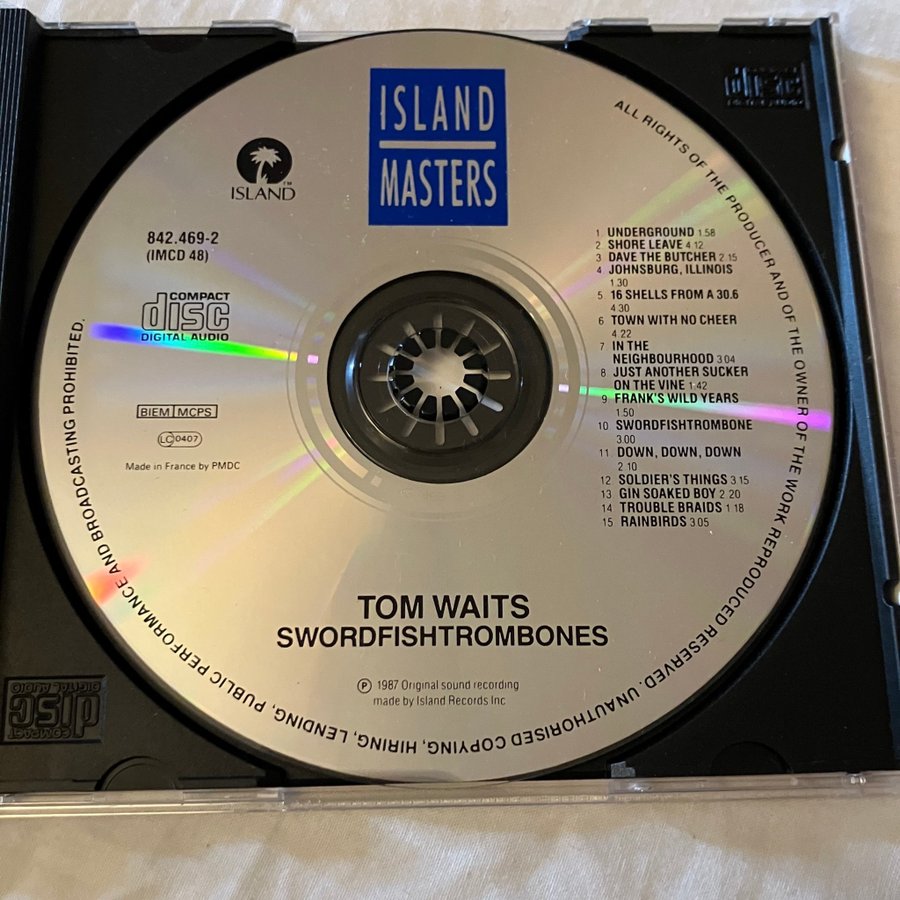 ISLAND
MASTERS
ISLAND™
842.469-2
(IMCD 48)
COMPACT
disc
DIGITAL AUDIO
BIEM MCPS
LC 0407
Made in France by PMDC
1 UNDERGROUND 1.58
2 SHORE LEAVE 4 12
3 DAVE THE BUTCHER 2 15
4 JOHNSBURG, ILLINOIS
1.30
5 16 SHELLS FROM A 30.6
4.30
6 TOWN WITH NO CHEER
4 22
7 IN THE
NEIGHBOURHOOD 3 04
8 JUST ANOTHER SUCKER
ON THE VINE 1 42
9 FRANK'S WILD YEARS
1.50
10 SWORDFISHTROMBONE
3.00
11 DOWN, DOWN, DOWN
2 10
12 SOLDIER'S THINGS 3 15
13 GIN SOAKED BOY 2 20
14 TROUBLE BRAIDS 1 18
15 RAINBIRDS 3 05
TOM WAITS
SWORDFISHTROMBONES
Ⓟ 1987 Original sound recording
made by Island Records Inc
ALL RIGHTS OF THE PRODUCER AND OF THE OWNER OF THE WORK REPRODUCED RESERVED. UNAUTHORISED COPYING, HIRING, LENDING, PUBLIC PERFORMANCE AND BROADCASTING PROHIBITED.
disc
COMPACT
disc
DIGITAL AUDIO